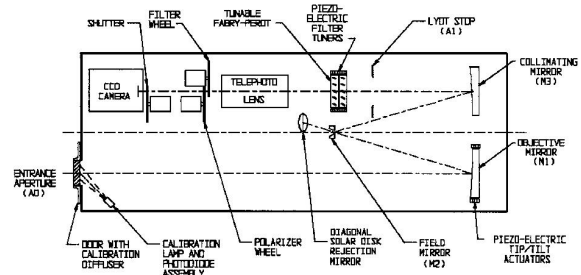 SHUTTER
FILTER
WHEEL
TUNABLE
FABRY-PEROT
PIEZO-
ELECTRIC
FILTER
TUNERS
LYOT STOP
(A1)
CCD
CAMERA
TELEPHOTO
LENS
COLLIMATING
MIRROR
(M3)
OBJECTIVE
MIRROR
(M1)
ENTRANCE
APERTURE
(A0)
DOOR WITH
CALIBRATION
DIFFUSER
CALIBRATION
LAMP AND
PHOTODIODE
ASSEMBLY
POLARIZER
WHEEL
DIAGONAL
SOLAR DISK
REJECTION
MIRROR
FIELD
MIRROR
(M2)
PIEZO-ELECTRIC
TIP/TILT
ACTUATORS